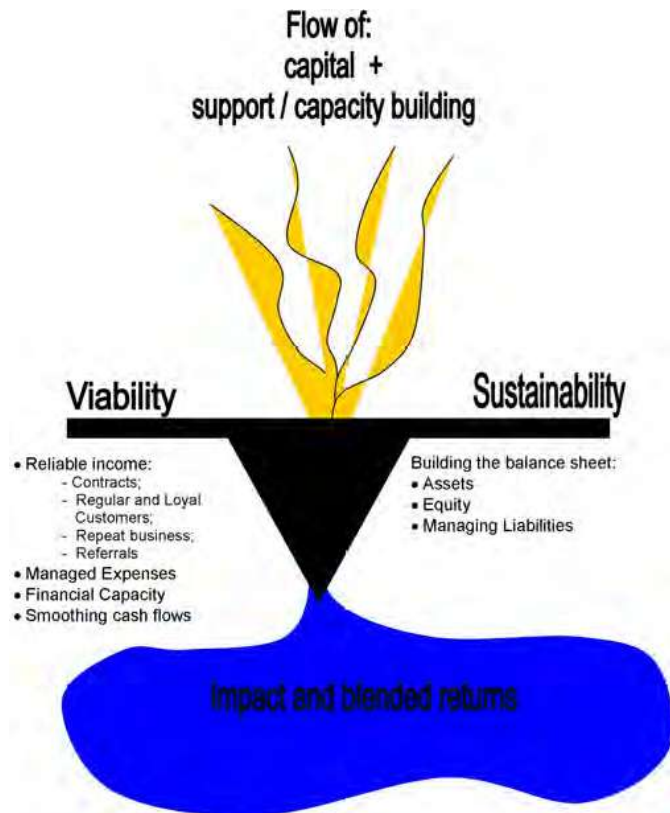 Flow of:
capital +
support / capacity building
Viability
Sustainability
• Reliable income:
- Contracts;
- Regular and Loyal
Customers;
- Repeat business;
- Referrals
• Managed Expenses
• Financial Capacity
• Smoothing cash flows
Building the balance sheet:
• Assets
• Equity
• Managing Liabilities
Impact and blended returns